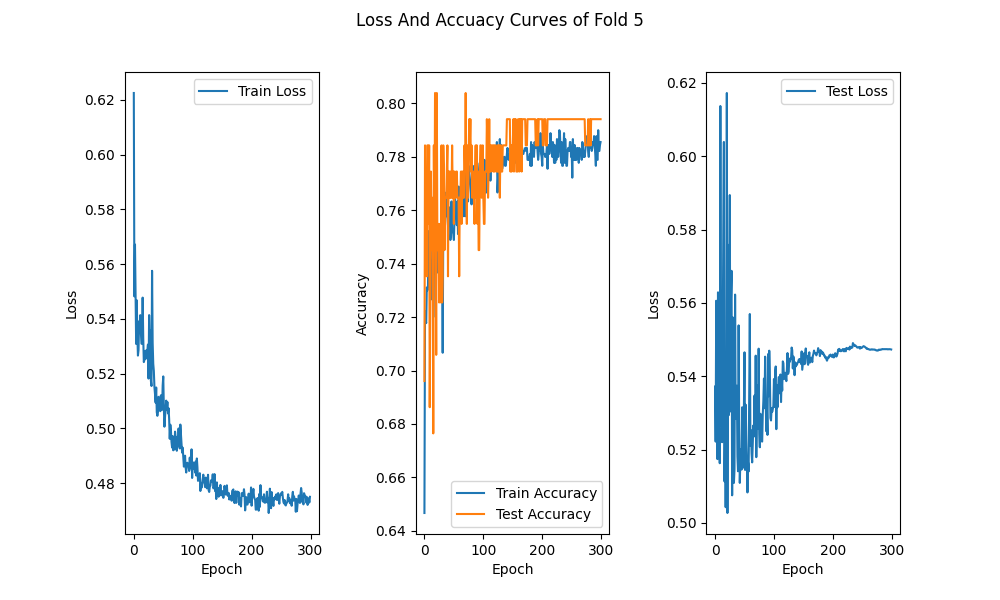 Loss And Accuacy Curves of Fold 5
Train Loss
0.62
0.60
0.58
0.56
0.54
0.52
0.50
0.48
Loss
0 100 200 300
Epoch
0.80
0.78
0.76
0.74
0.72
0.70
0.68
0.66
0.64
Accuracy
Train Accuracy
Test Accuracy
0 100 200 300
Epoch
Test Loss
0.62
0.60
0.58
0.56
0.54
0.52
0.50
Loss
0 100 200 300
Epoch